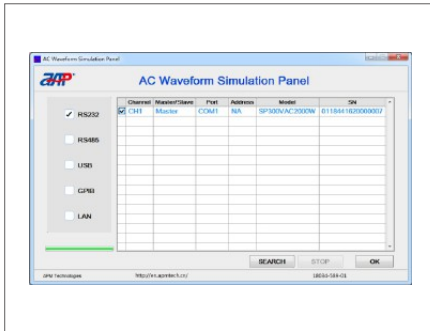 AC Waveform Simulation Panel
AC Waveform Simulation Panel
Channel Master/Slave Port Address Model SN
CH1 Master COM1 NA SP300VAC2000W
RS232
RS485
USB
GPIB
LAN
SEARCH STOP OK
APM Technologies